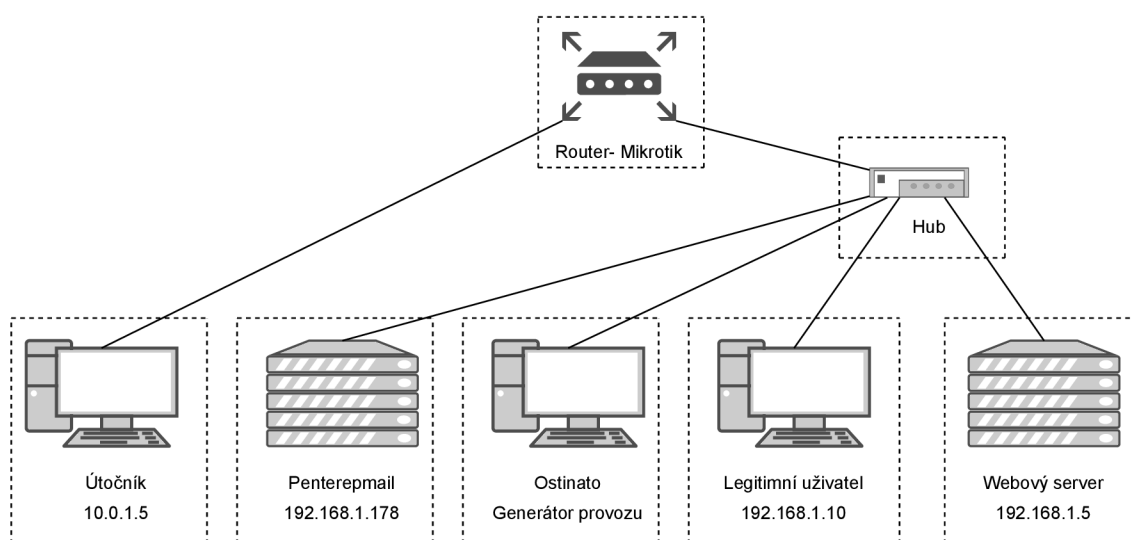 Router- Mikrotik
Hub
Útočník
10.0.1.5
Penterepmail
192.168.1.178
Ostinato
Generátor provozu
Legitimní uživatel
192.168.1.10
Webový server
192.168.1.5